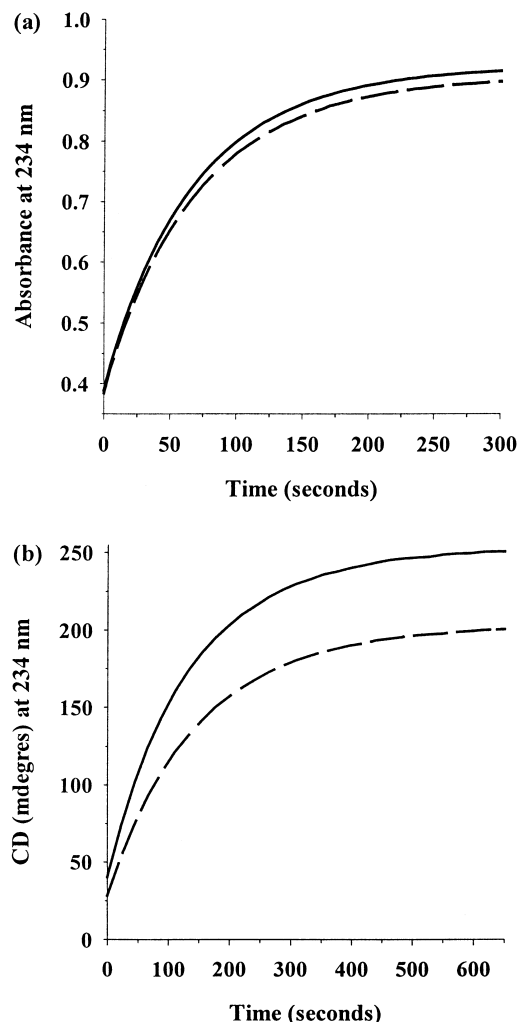 (a)
1.0
0.9
0.8
0.7
0.6
0.5
0.4
Absorbance at 234 nm
0 50 100 150 200 250 300
Time (seconds)
(b)
250
200
150
100
50
0
CD (mdegres) at 234 nm
0 100 200 300 400 500 600
Time (seconds)